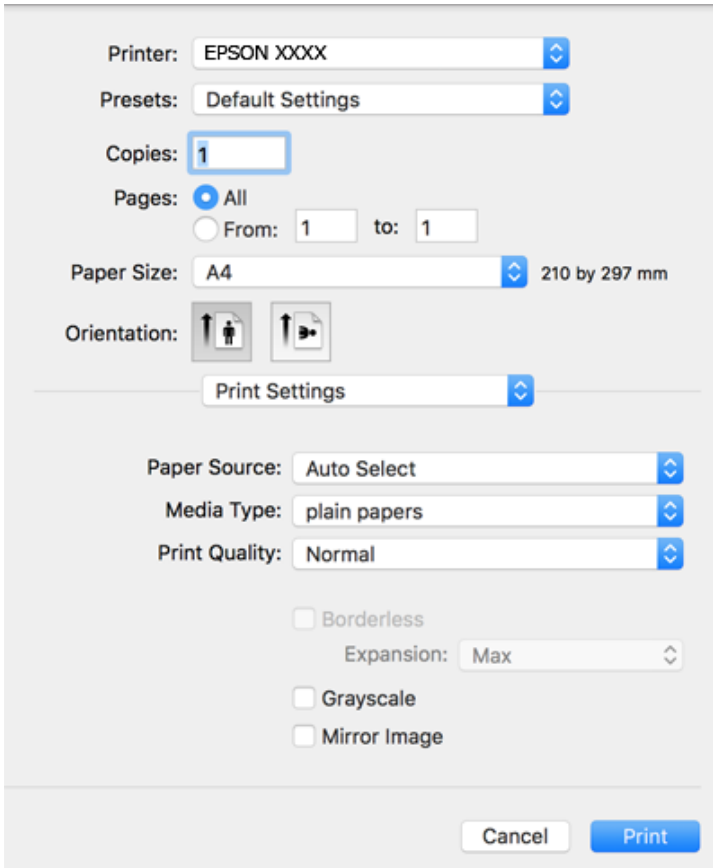 Printer: EPSON XXXX
Presets: Default Settings
Copies: 1
Pages: All
From: 1 to: 1
Paper Size: A4 210 by 297 mm
Orientation:
Print Settings
Paper Source: Auto Select
Media Type: plain papers
Print Quality: Normal
Borderless
Expansion: Max
Grayscale
Mirror Image
Cancel Print